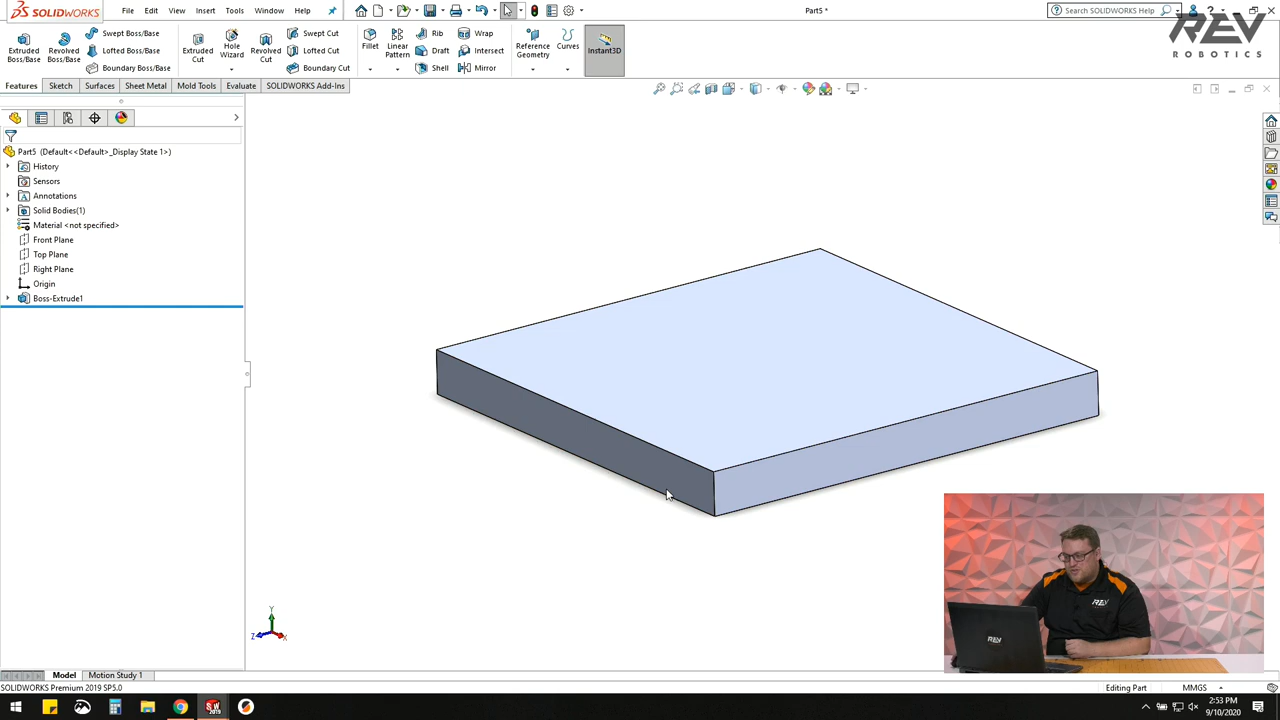 SOLIDWORKS
File Edit View Insert Tools Window Help
Part5 *
Search SOLIDWORKS Help
REV
ROBOTICS
Extruded Boss/Base
Revolved Boss/Base
Swept Boss/Base
Lofted Boss/Base
Boundary Boss/Base
Extruded Cut
Hole Wizard
Revolved Cut
Swept Cut
Lofted Cut
Boundary Cut
Fillet
Linear Pattern
Rib
Draft
Shell
Wrap
Intersect
Mirror
Reference Geometry
Curves
Instant3D
Features Sketch Surfaces Sheet Metal Mold Tools Evaluate SOLIDWORKS Add-Ins
Part5 (Default<<Default>_Display State 1>)
History
Sensors
Annotations
Solid Bodies(1)
Material <not specified>
Front Plane
Top Plane
Right Plane
Origin
Boss-Extrude1
Y
Z
X
REV
REV
Model Motion Study 1
SOLIDWORKS Premium 2019 SP5.0
Editing Part
MMGS
2:53 PM
9/10/2020